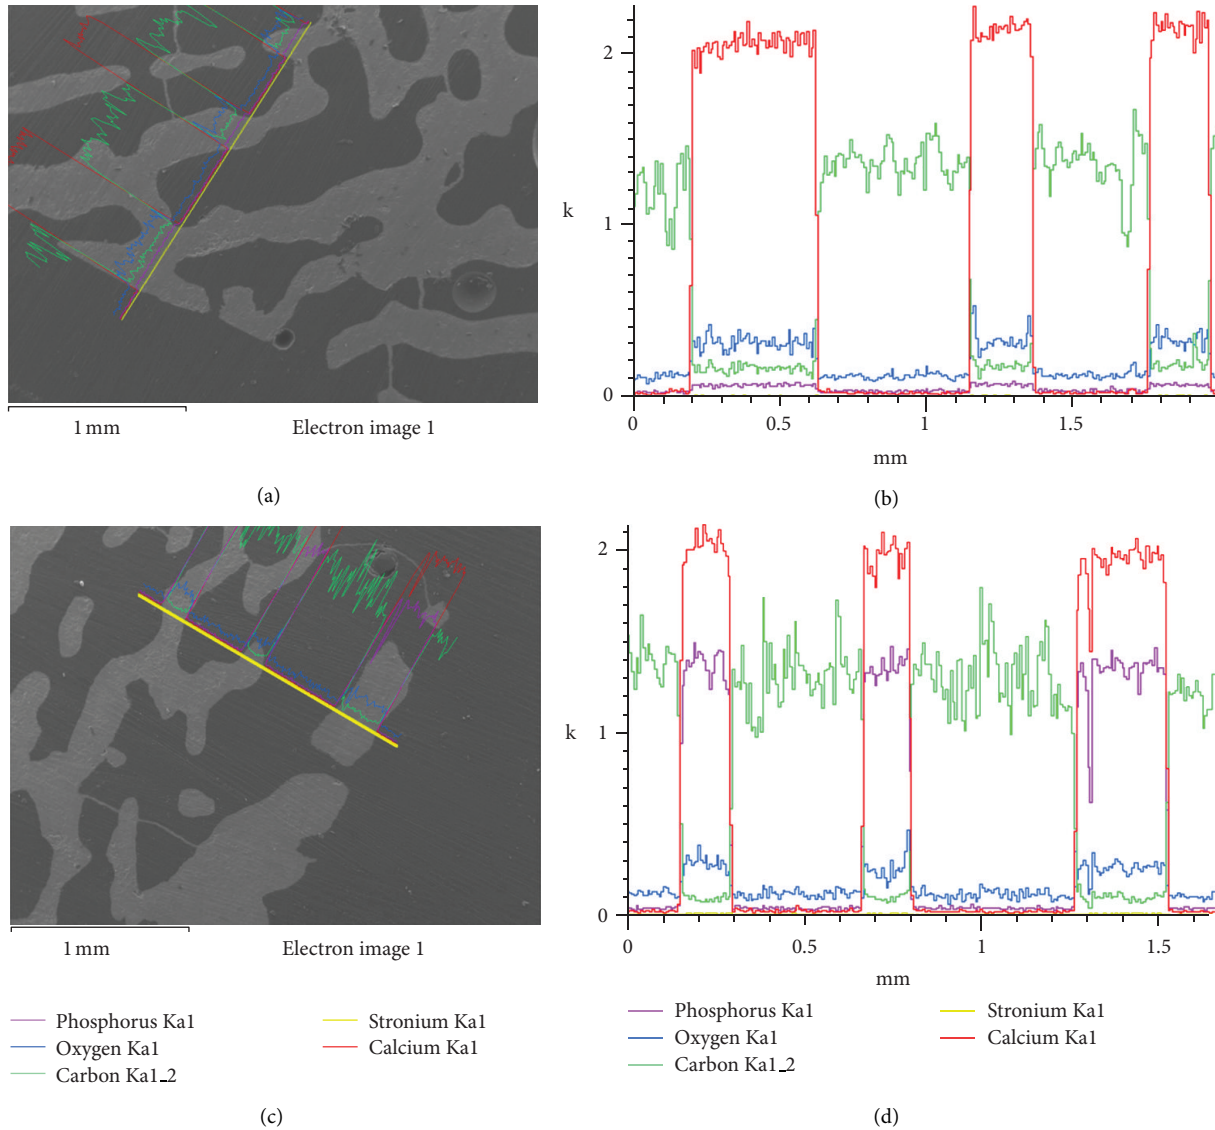 1 mm
Electron image 1
(a)
2
1
0
k
0
0.5
1
1.5
mm
(b)
1 mm
Electron image 1
Phosphorus Ka1
Oxygen Ka1
Carbon Ka1_2
Stronium Ka1
Calcium Ka1
(c)
2
1
0
k
0
0.5
1
1.5
mm
Phosphorus Ka1
Oxygen Ka1
Carbon Ka1_2
Stronium Ka1
Calcium Ka1
(d)